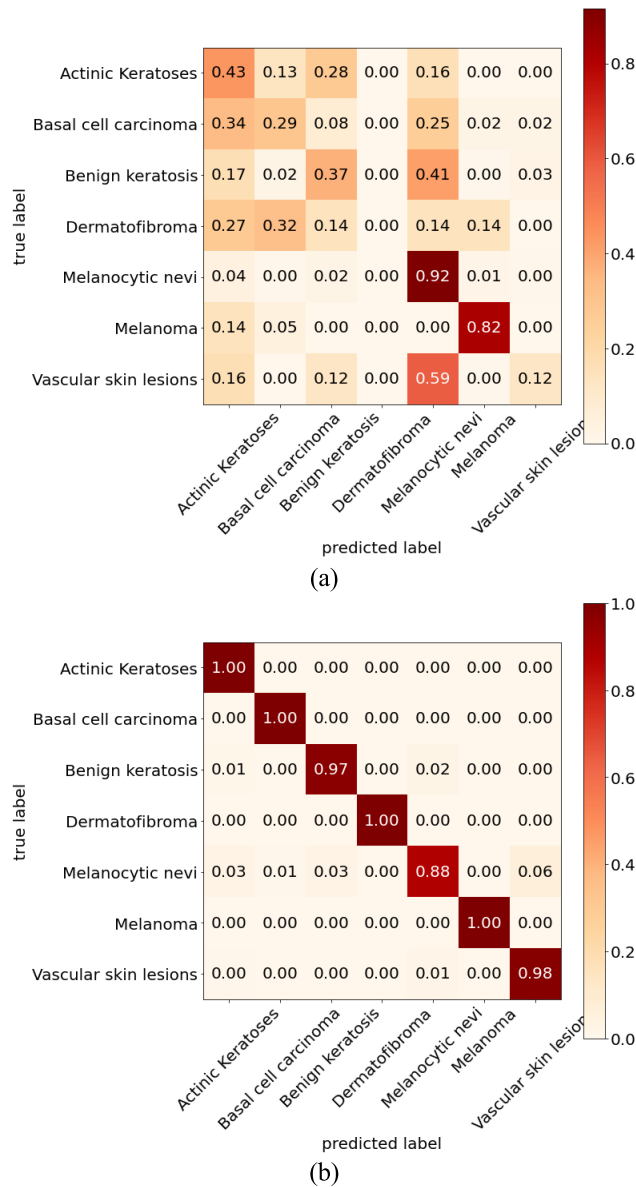 true label
Actinic Keratoses 0.43 0.13 0.28 0.00 0.16 0.00 0.00
Basal cell carcinoma 0.34 0.29 0.08 0.00 0.25 0.02 0.02
Benign keratosis 0.17 0.02 0.37 0.00 0.41 0.00 0.03
Dermatofibroma 0.27 0.32 0.14 0.00 0.14 0.14 0.00
Melanocytic nevi 0.04 0.00 0.02 0.00 0.92 0.01 0.00
Melanoma 0.14 0.05 0.00 0.00 0.00 0.82 0.00
Vascular skin lesions 0.16 0.00 0.12 0.00 0.59 0.00 0.12
0.8
0.6
0.4
0.2
0.0
Actinic Keratoses
Basal cell carcinoma
Benign keratosis
Dermatofibroma
Melanocytic nevi
Melanoma
Vascular skin lesion
predicted label
(a)
true label
Actinic Keratoses 1.00 0.00 0.00 0.00 0.00 0.00 0.00
Basal cell carcinoma 0.00 1.00 0.00 0.00 0.00 0.00 0.00
Benign keratosis 0.01 0.00 0.97 0.00 0.02 0.00 0.00
Dermatofibroma 0.00 0.00 0.00 1.00 0.00 0.00 0.00
Melanocytic nevi 0.03 0.01 0.03 0.00 0.88 0.00 0.06
Melanoma 0.00 0.00 0.00 0.00 0.00 1.00 0.00
Vascular skin lesions 0.00 0.00 0.00 0.00 0.01 0.00 0.98
1.0
0.8
0.6
0.4
0.2
0.0
Actinic Keratoses
Basal cell carcinoma
Benign keratosis
Dermatofibroma
Melanocytic nevi
Melanoma
Vascular skin lesion
predicted label
(b)